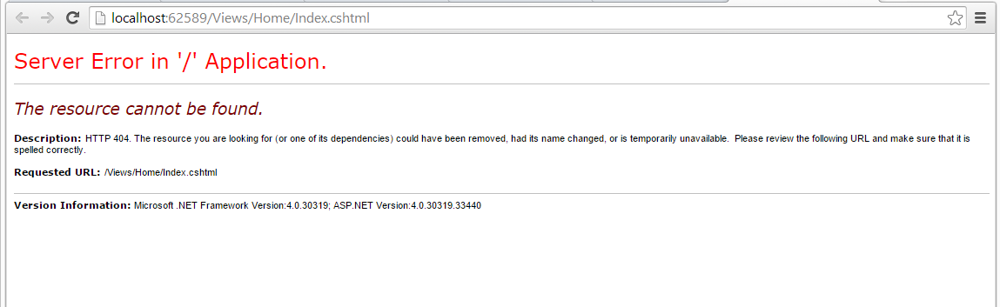 localhost:62589/Views/Home/Index.cshtml
Server Error in '/' Application.
The resource cannot be found.
Description: HTTP 404. The resource you are looking for (or one of its dependencies) could have been removed, had its name changed, or is temporarily unavailable.  Please review the following URL and make sure that it is
spelled correctly.
Requested URL: /Views/Home/Index.cshtml
Version Information: Microsoft .NET Framework Version:4.0.30319; ASP.NET Version:4.0.30319.33440